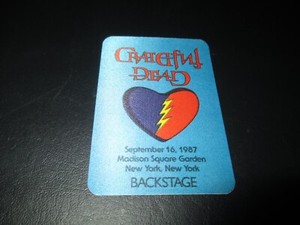 GRATEFUL
DEAD
September 16, 1987
Madison Square Garden
New York, New York
BACKSTAGE